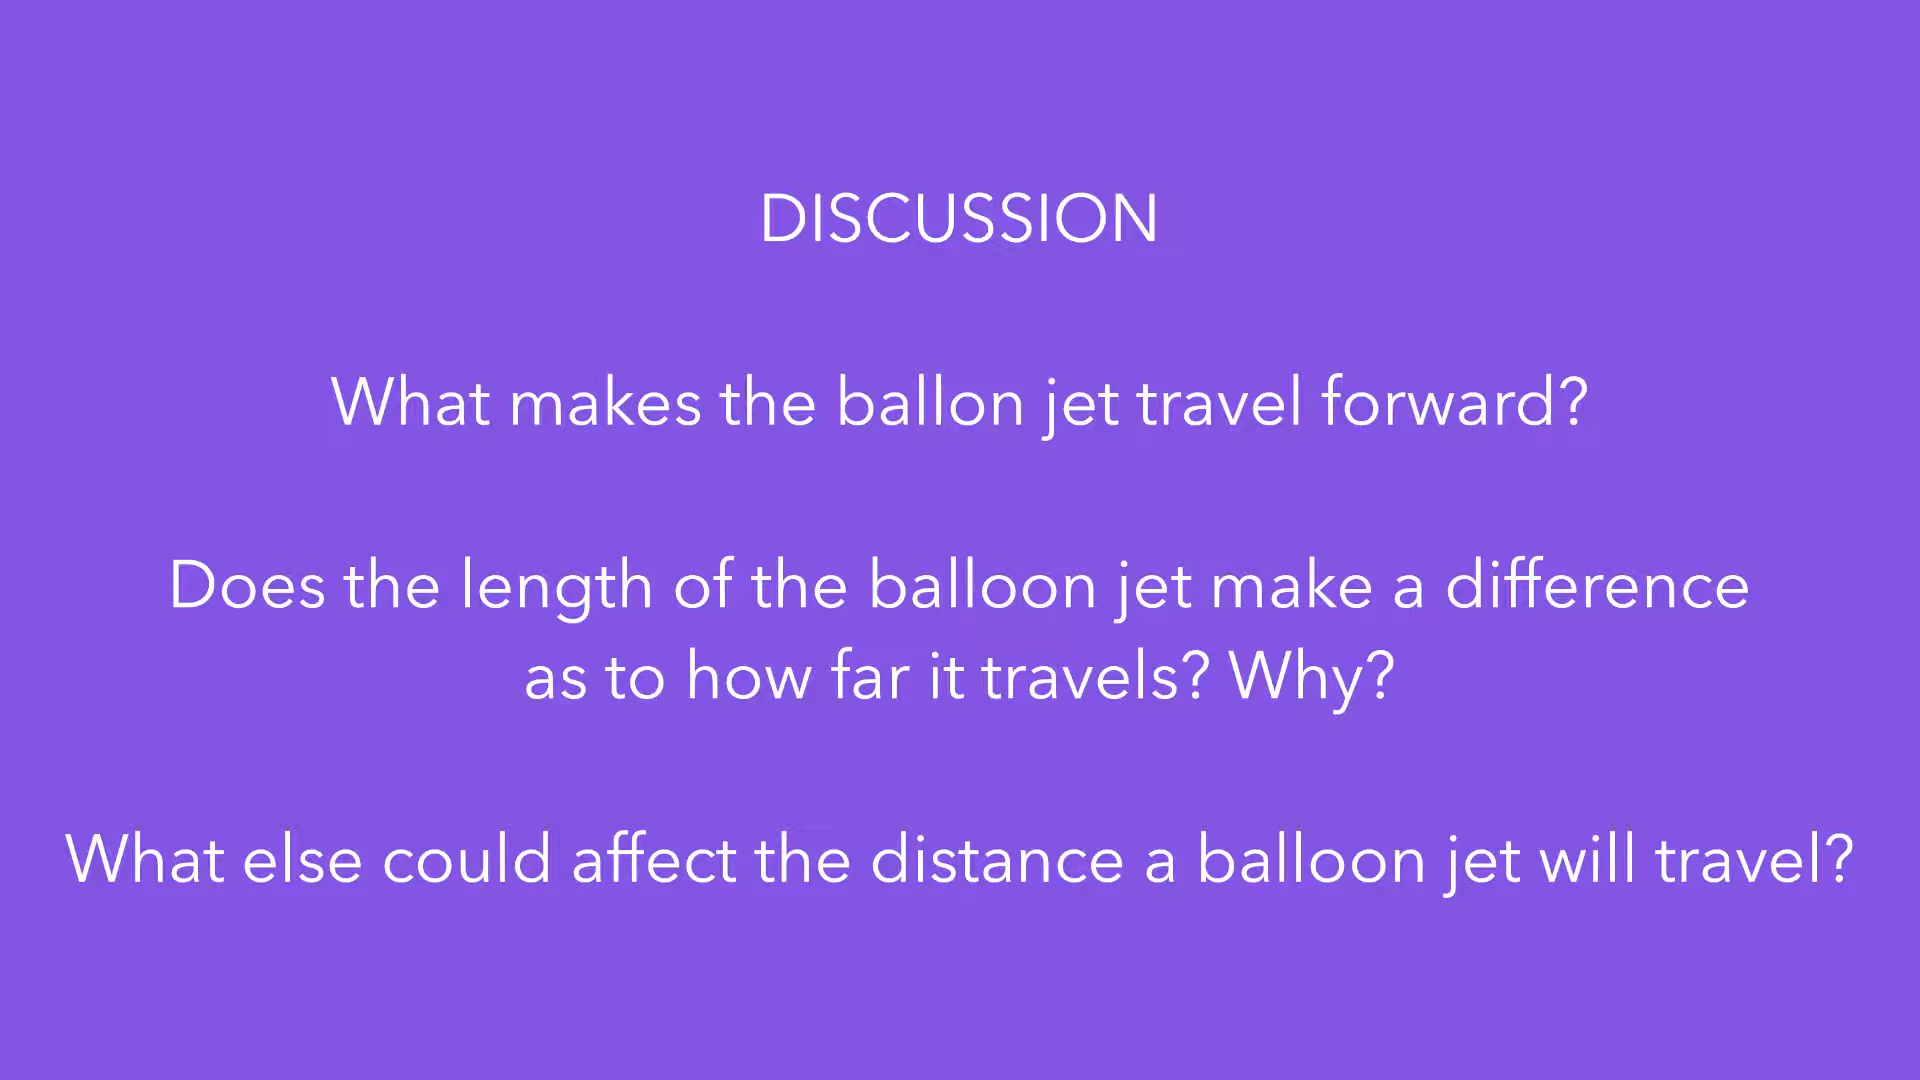 DISCUSSION
What makes the ballon jet travel forward?
Does the length of the balloon jet make a difference
as to how far it travels? Why?
What else could affect the distance a balloon jet will travel?